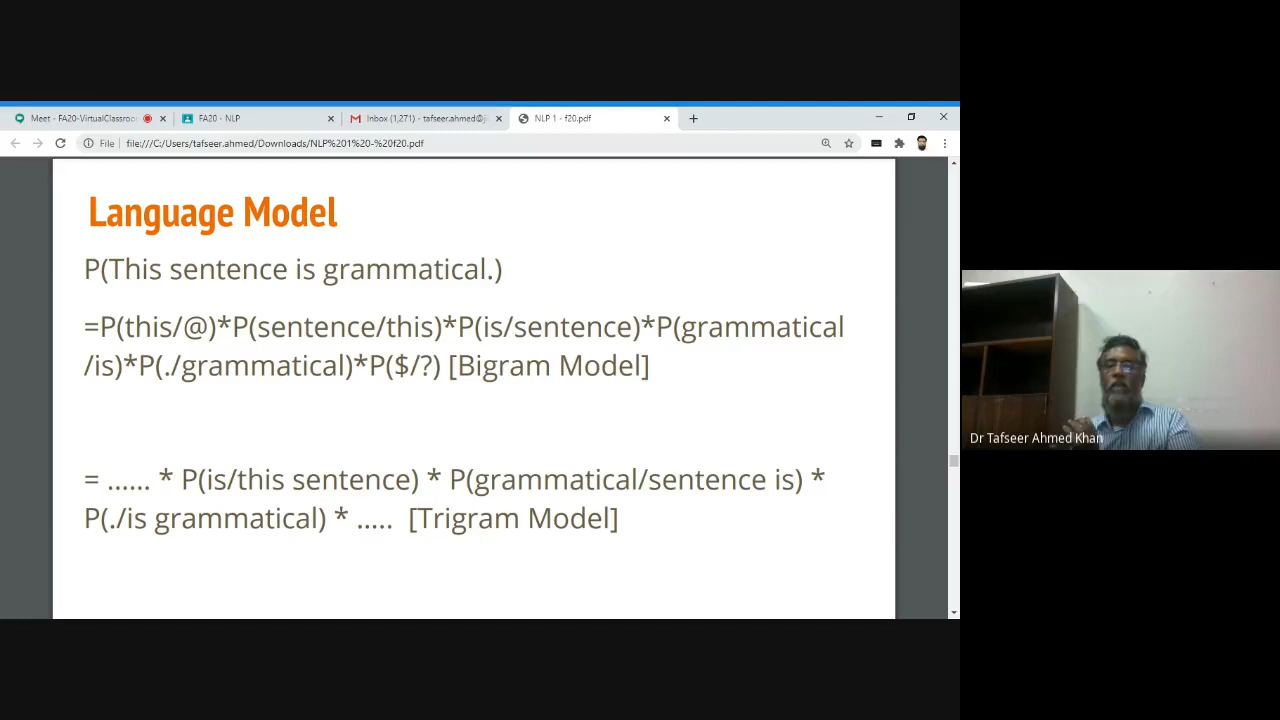 Meet - FA20-VirtualClassroo
FA20 - NLP
Inbox (1,271) - tafseer.ahmed@j
NLP 1 - f20.pdf
File
file:///C:/Users/tafseer.ahmed/Downloads/NLP%201%20-%20f20.pdf
Language Model
P(This sentence is grammatical.)
=P(this/@)*P(sentence/this)*P(is/sentence)*P(grammatical
/is)*P(./grammatical)*P($/?) [Bigram Model]
= ...... * P(is/this sentence) * P(grammatical/sentence is) *
P(./is grammatical) * ..... [Trigram Model]
Dr Tafseer Ahmed Khan